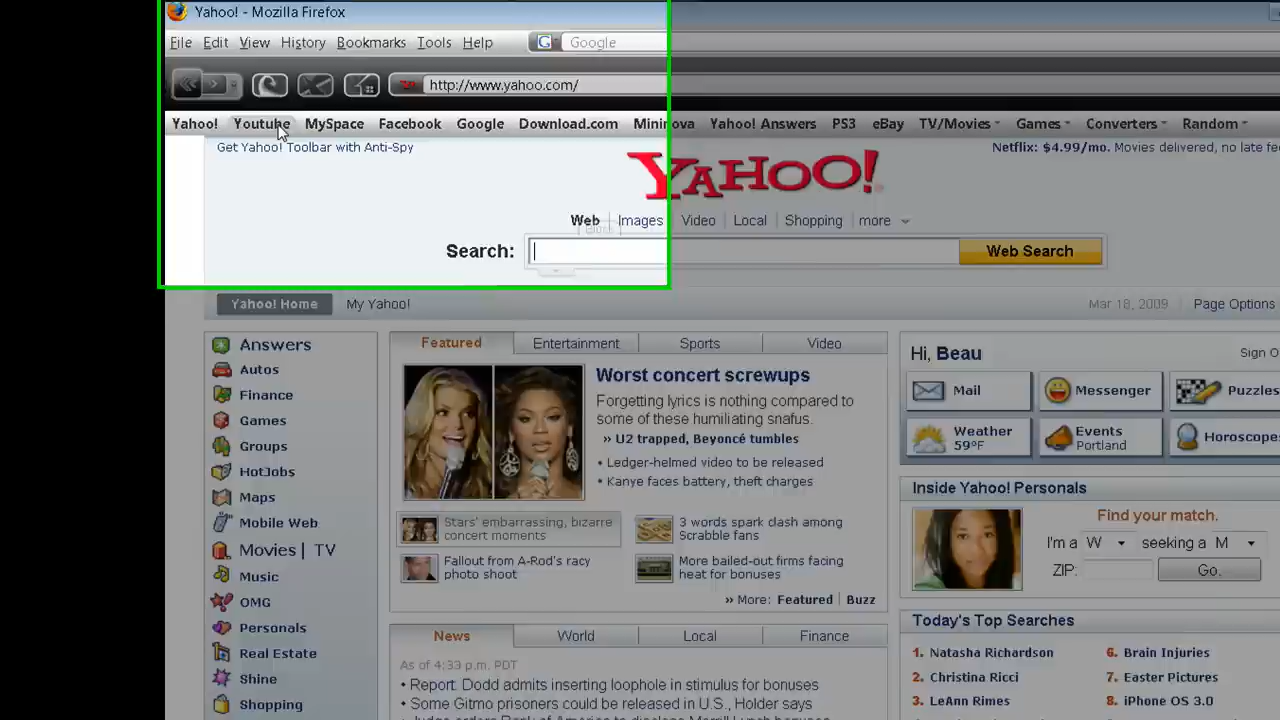 Yahoo! - Mozilla Firefox
File Edit View History Bookmarks Tools Help Google
http://www.yahoo.com/
Yahoo! Youtube MySpace Facebook Google Download.com Mininova Yahoo! Answers PS3 eBay TV/Movies Games Converters Random
Get Yahoo! Toolbar with Anti-Spy
Netflix: $4.99/mo. Movies delivered, no late fe
YAHOO!
Web Images Video Local Shopping more
Search: Web Search
Yahoo! Home My Yahoo! Mar 18, 2009 Page Options
Answers
Autos
Finance
Games
Groups
HotJobs
Maps
Mobile Web
Movies | TV
Music
OMG
Personals
Real Estate
Shine
Shopping
Featured Entertainment Sports Video
Worst concert screwups
Forgetting lyrics is nothing compared to
some of these humiliating snafus.
» U2 trapped, Beyoncé tumbles
• Ledger-helmed video to be released
• Kanye faces battery, theft charges
Stars' embarrassing, bizarre
concert moments
3 words spark clash among
Scrabble fans
Fallout from A-Rod's racy
photo shoot
More bailed-out firms facing
heat for bonuses
» More: Featured | Buzz
News World Local Finance
As of 4:33 p.m. PDT
• Report: Dodd admits inserting loophole in stimulus for bonuses
• Some Gitmo prisoners could be released in U.S., Holder says
Hi, Beau Sign O
Mail Messenger Puzzles
Weather
59°F
Events
Portland
Horoscope
Inside Yahoo! Personals
Find your match.
I'm a W seeking a M
ZIP: Go.
Today's Top Searches
1. Natasha Richardson
2. Christina Ricci
3. LeAnn Rimes
6. Brain Injuries
7. Easter Pictures
8. iPhone OS 3.0